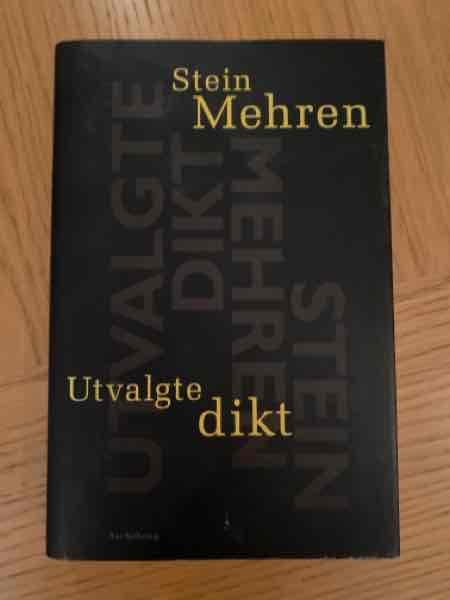 Stein
Mehren
UTVALGTE
DIKT
MEHREN
STEIN
Utvalgte
dikt